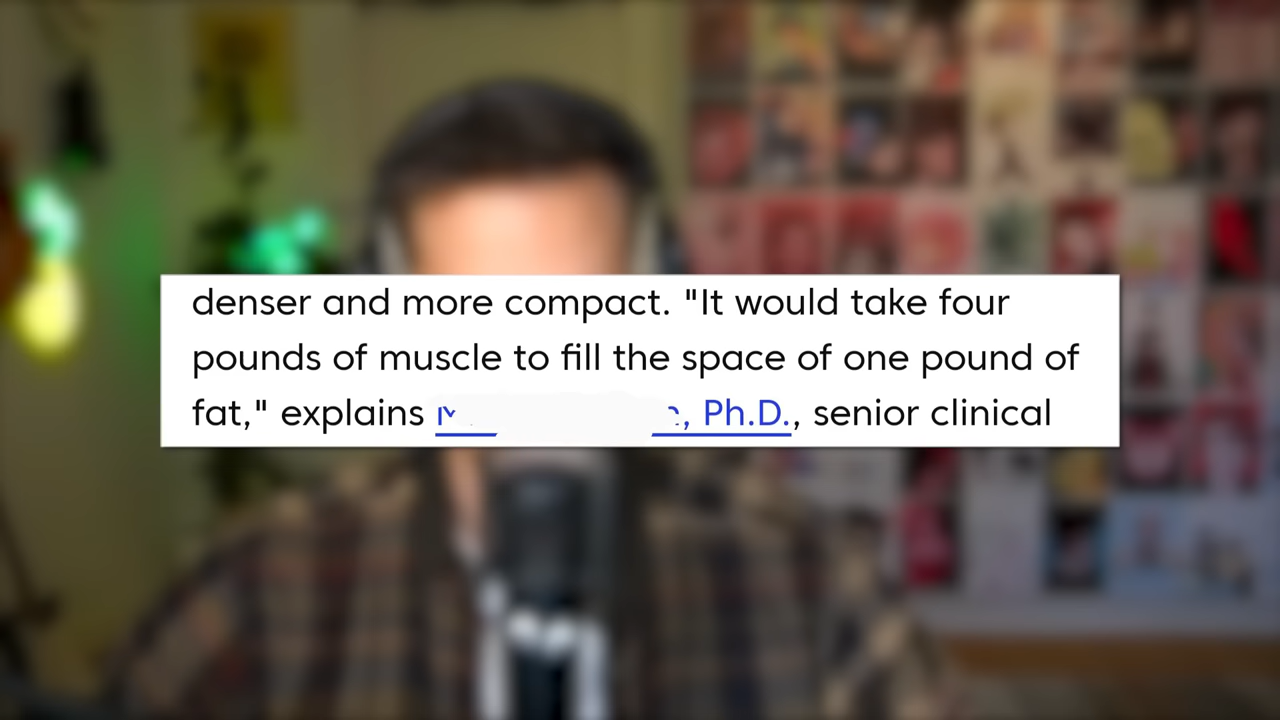 denser and more compact. "It would take four
pounds of muscle to fill the space of one pound of
fat," explains Ph.D., senior clinical